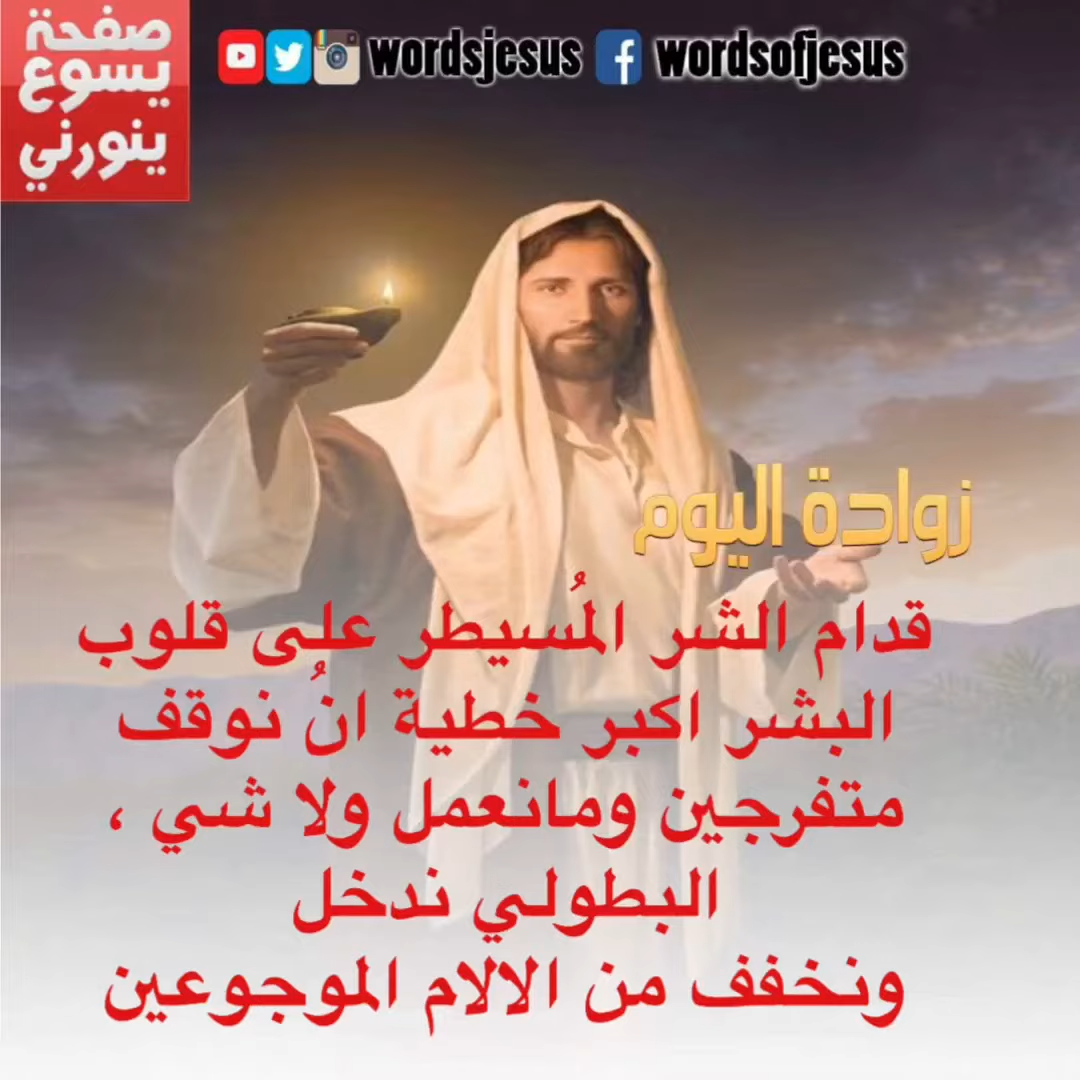 صفحة
يسوع
ينورني
wordsjesus wordsofjesus
زوادة اليوم
قدام الشر المُسيطر على قلوب
البشر اكبر خطية انُ نوقف
متفرجين ومانعمل ولا شي ،
البطولي ندخل
ونخفف من الالام الموجوعين